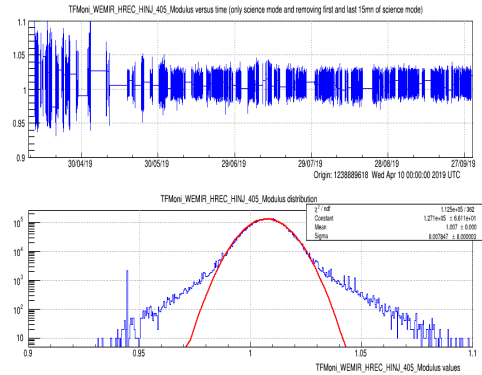 TFMoni_WEMIR_HREC_HINJ_405_Modulus versus time (only science mode and removing first and last 15mn of science mode)
1.1
1.05
1
0.95
0.9
30/04/19 30/05/19 29/06/19 29/07/19 28/08/19 27/09/19
Origin: 1238889618 Wed Apr 10 00:00:00 2019 UTC
TFMoni_WEMIR_HREC_HINJ_405_Modulus distribution
χ² / ndf 1.125e+05 / 362
Constant 1.271e+05 ± 6.611e+01
Mean 1.007 ± 0.000
Sigma 0.007847 ± 0.000003
10⁵
10⁴
10³
10²
10
0.9 0.95 1 1.05 1.1
TFMoni_WEMIR_HREC_HINJ_405_Modulus values